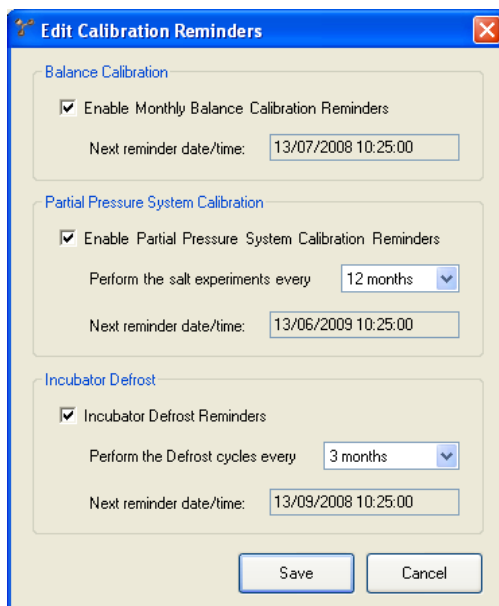 Edit Calibration Reminders
Balance Calibration
Enable Monthly Balance Calibration Reminders
Next reminder date/time: 13/07/2008 10:25:00
Partial Pressure System Calibration
Enable Partial Pressure System Calibration Reminders
Perform the salt experiments every 12 months
Next reminder date/time: 13/06/2009 10:25:00
Incubator Defrost
Incubator Defrost Reminders
Perform the Defrost cycles every 3 months
Next reminder date/time: 13/09/2008 10:25:00
Save Cancel